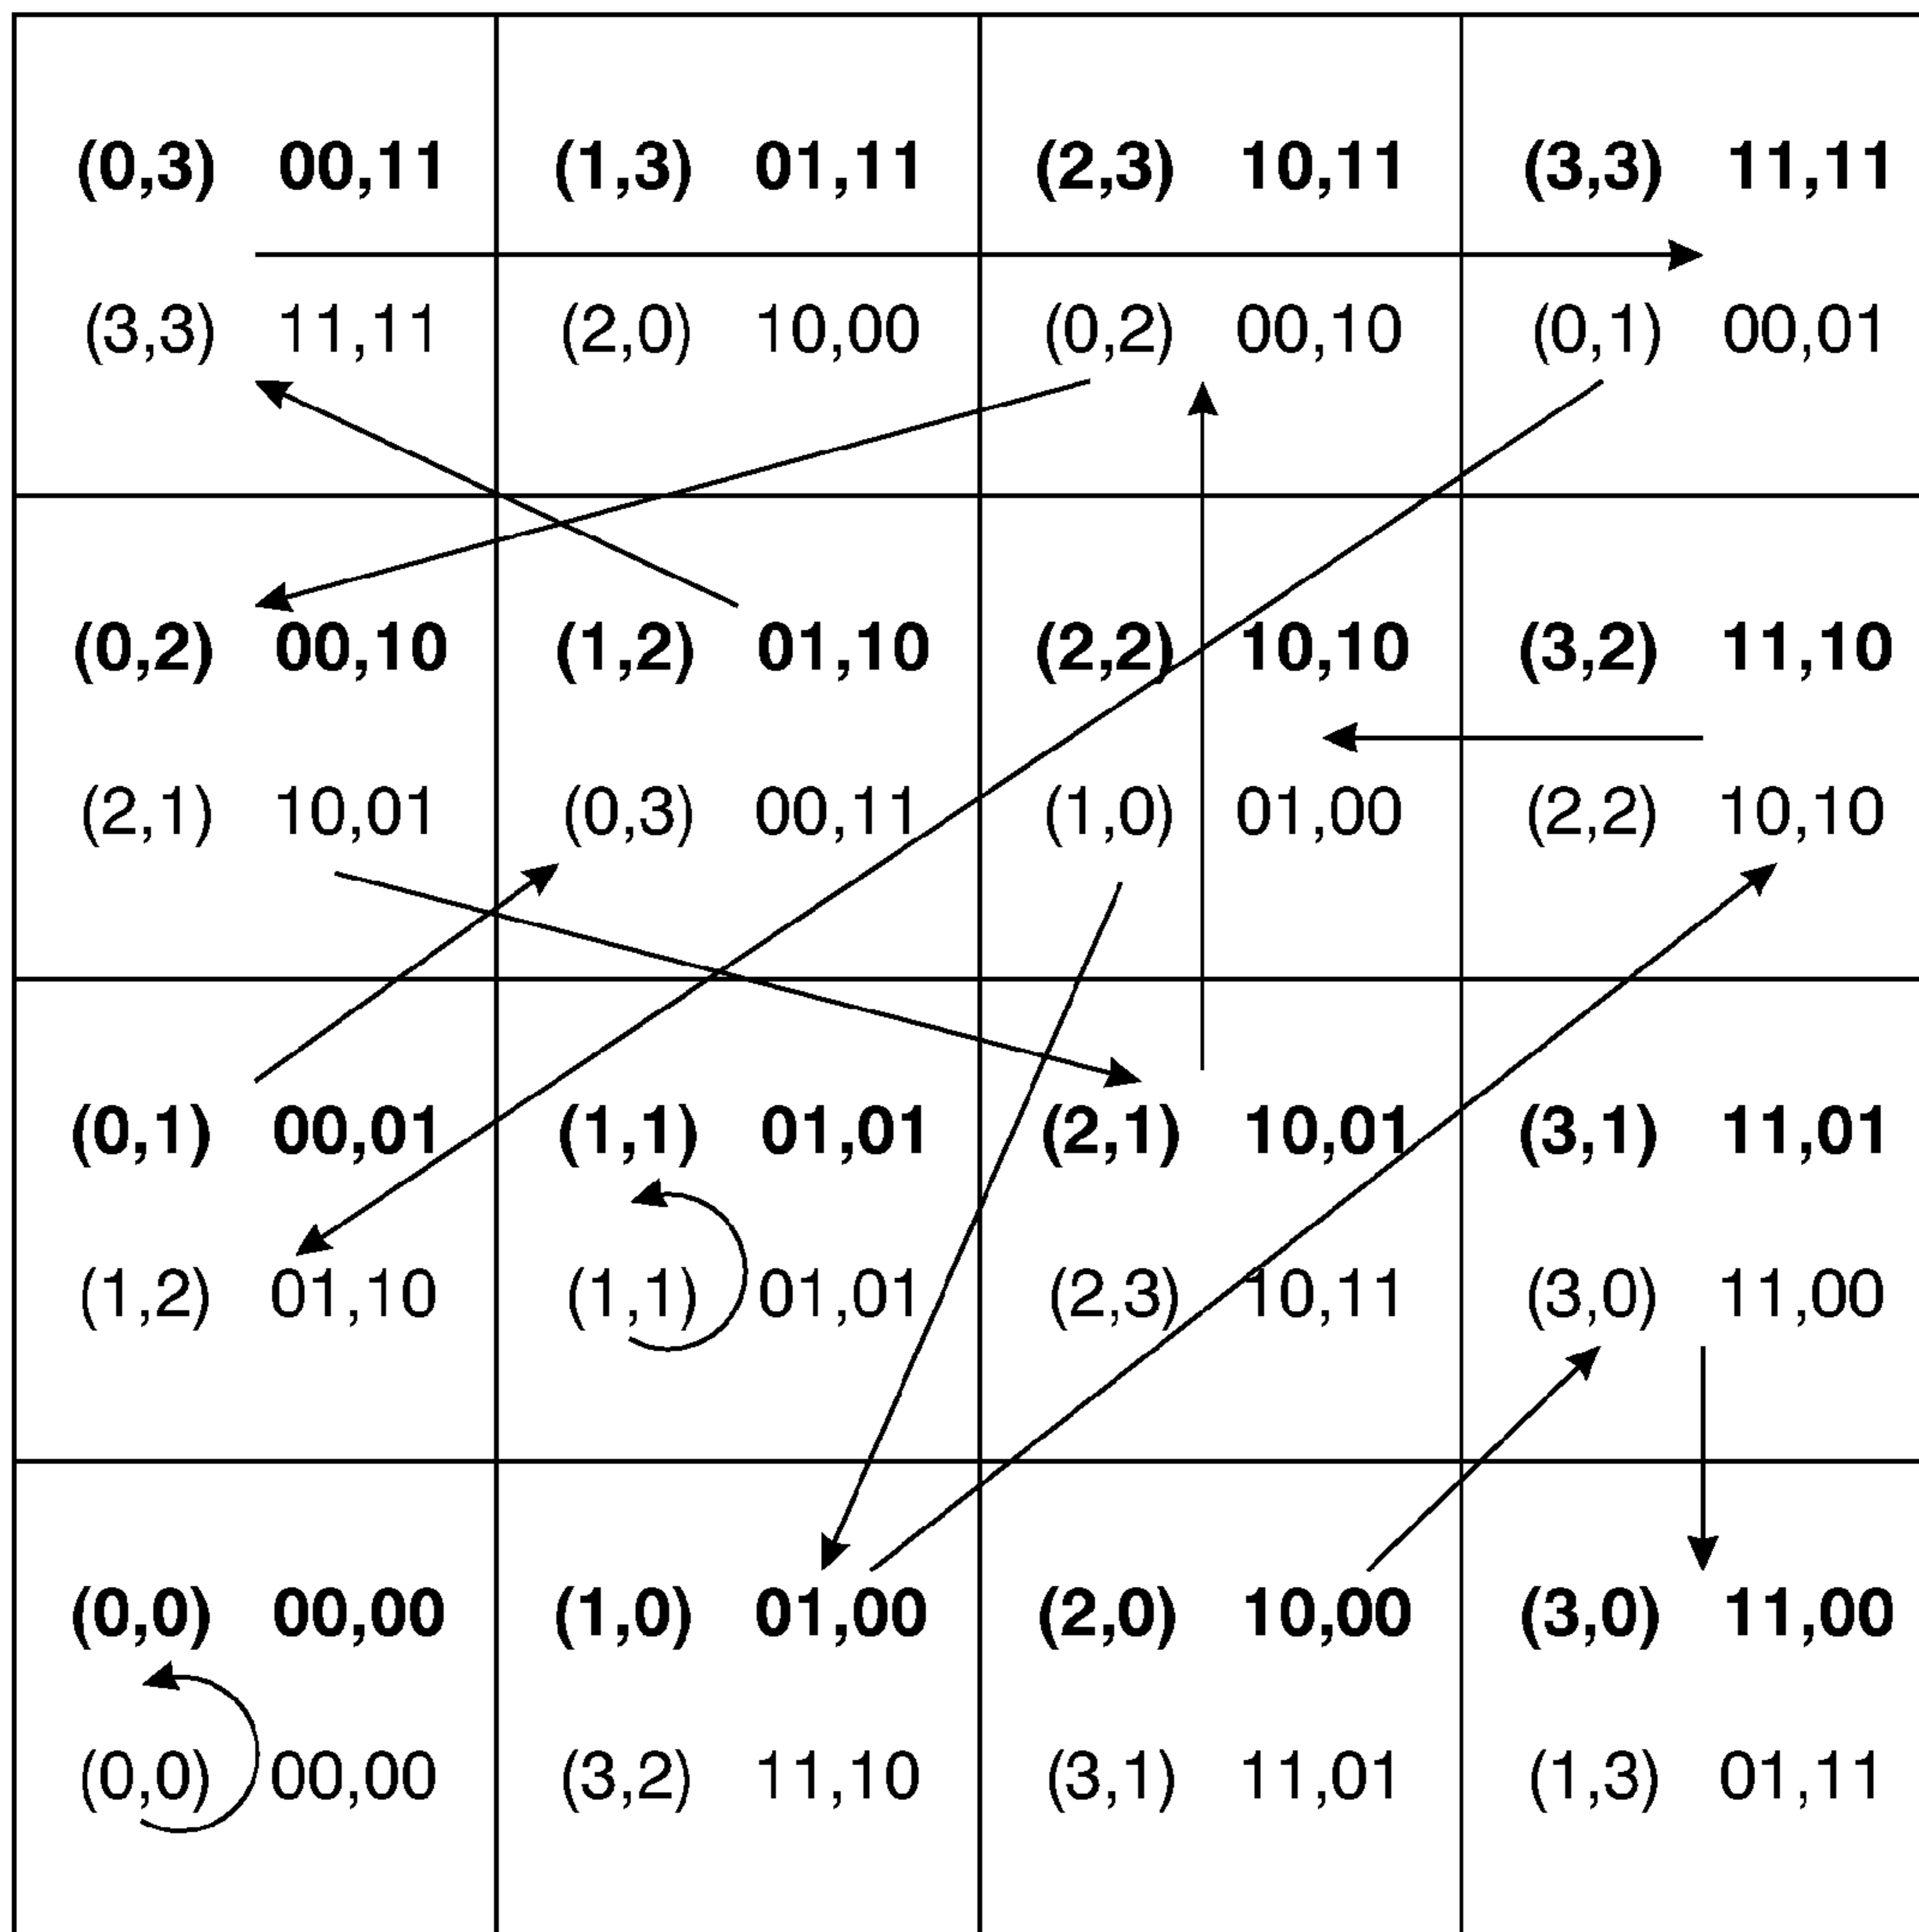 (0,3) 00,11 (1,3) 01,11 (2,3) 10,11 (3,3) 11,11
(3,3) 11,11 (2,0) 10,00 (0,2) 00,10 (0,1) 00,01
(0,2) 00,10 (1,2) 01,10 (2,2) 10,10 (3,2) 11,10
(2,1) 10,01 (0,3) 00,11 (1,0) 01,00 (2,2) 10,10
(0,1) 00,01 (1,1) 01,01 (2,1) 10,01 (3,1) 11,01
(1,2) 01,10 (1,1) 01,01 (2,3) 10,11 (3,0) 11,00
(0,0) 00,00 (1,0) 01,00 (2,0) 10,00 (3,0) 11,00
(0,0) 00,00 (3,2) 11,10 (3,1) 11,01 (1,3) 01,11